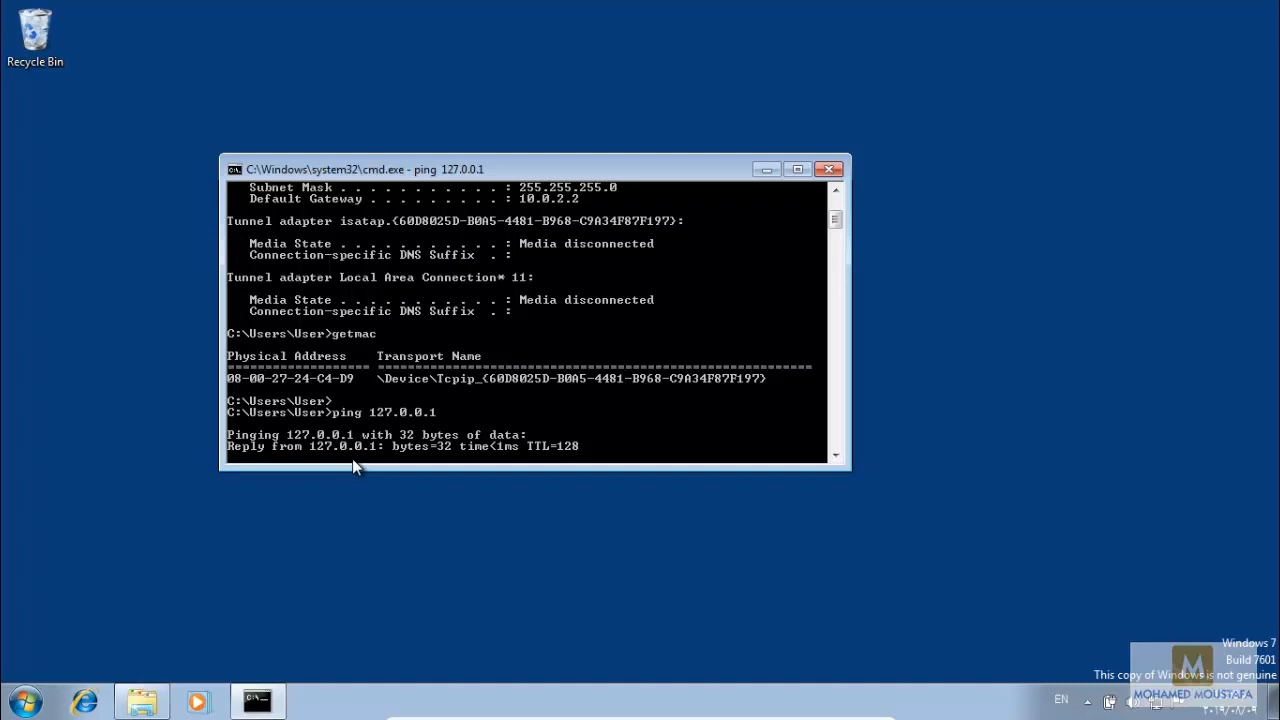 Recycle Bin
C:\Windows\system32\cmd.exe - ping 127.0.0.1
Subnet Mask . . . . . . . . . . . : 255.255.255.0
Default Gateway . . . . . . . . . : 10.0.2.2
Tunnel adapter isatap.{60D8025D-B0A5-4481-B968-C9A34F87F197}:
Media State . . . . . . . . . . . : Media disconnected
Connection-specific DNS Suffix  . :
Tunnel adapter Local Area Connection* 11:
Media State . . . . . . . . . . . : Media disconnected
Connection-specific DNS Suffix  . :
C:\Users\User>getmac
Physical Address    Transport Name
=================== ==========================================================
08-00-27-24-C4-D9   \Device\Tcpip_{60D8025D-B0A5-4481-B968-C9A34F87F197}
C:\Users\User>
C:\Users\User>ping 127.0.0.1
Pinging 127.0.0.1 with 32 bytes of data:
Reply from 127.0.0.1: bytes=32 time<1ms TTL=128
Windows 7
Build 7601
This copy of Windows is not genuine
M
MOHAMED MOUSTAFA
EN